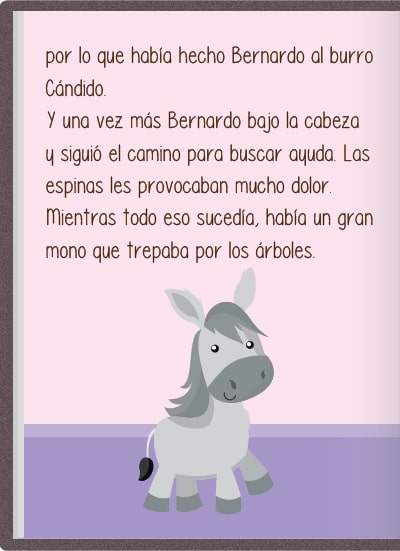 por lo que había hecho Bernardo al burro
Cándido.
Y una vez más Bernardo bajo la cabeza
y siguió el camino para buscar ayuda. Las
espinas les provocaban mucho dolor.
Mientras todo eso sucedía, había un gran
mono que trepaba por los árboles.